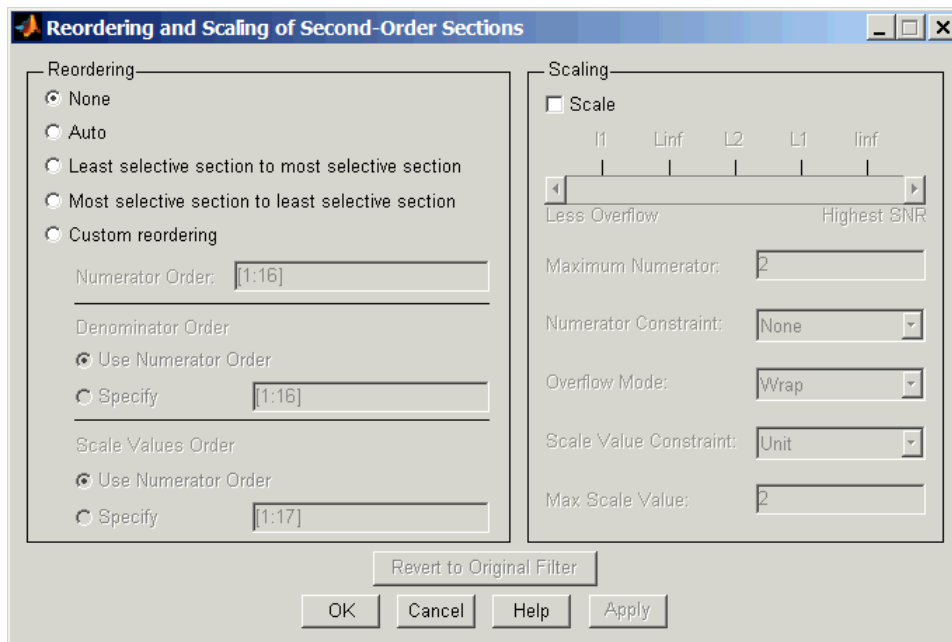 Reordering and Scaling of Second-Order Sections
Reordering
None
Auto
Least selective section to most selective section
Most selective section to least selective section
Custom reordering
Numerator Order: [1:16]
Denominator Order
Use Numerator Order
Specify [1:16]
Scale Values Order
Use Numerator Order
Specify [1:17]
Scaling
Scale
l1 Linf L2 L1 linf
Less Overflow Highest SNR
Maximum Numerator: 2
Numerator Constraint: None
Overflow Mode: Wrap
Scale Value Constraint: Unit
Max Scale Value: 2
Revert to Original Filter
OK Cancel Help Apply